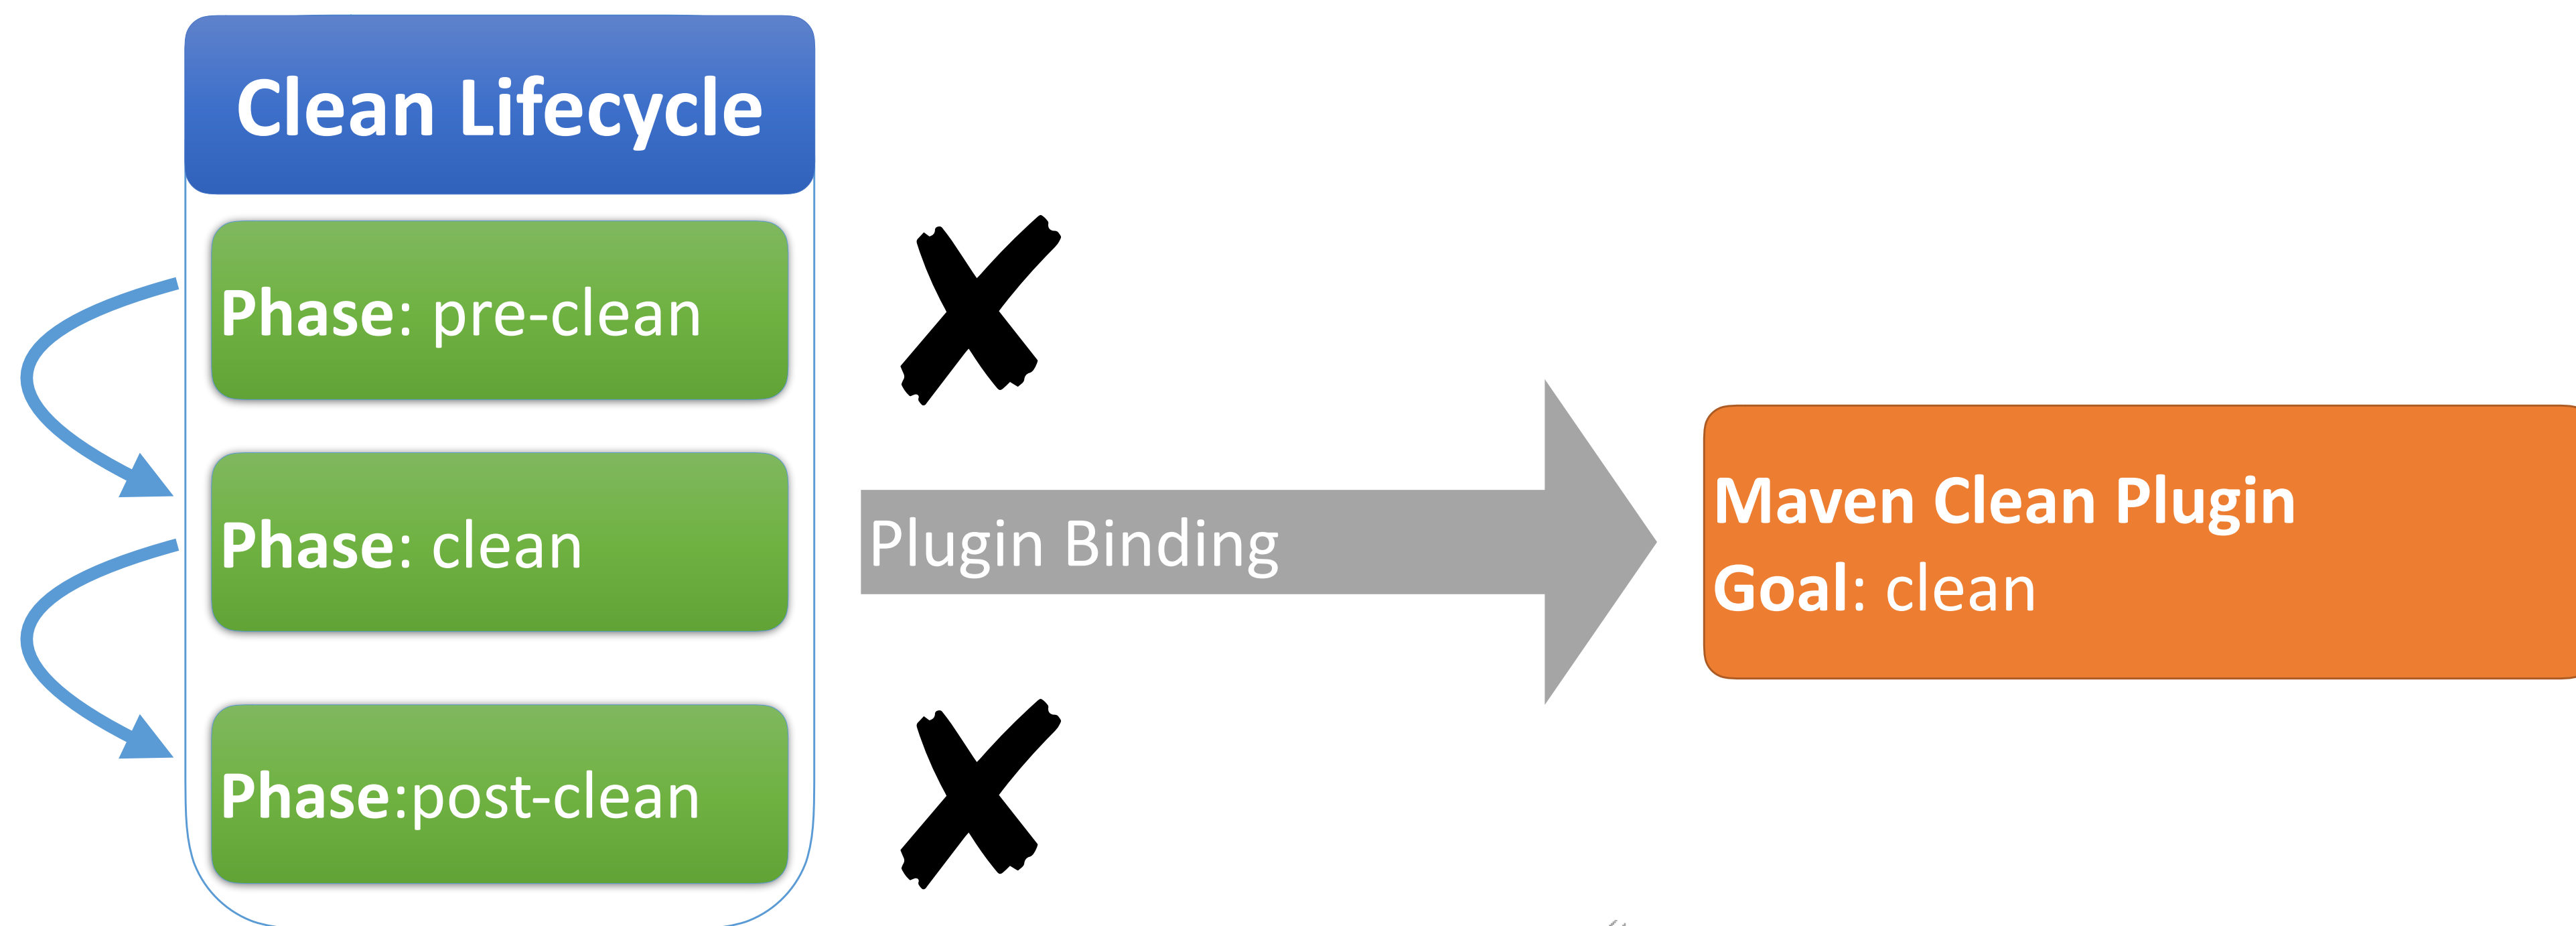 Clean Lifecycle
Phase: pre-clean
Phase: clean
Phase:post-clean
Plugin Binding
Maven Clean Plugin
Goal: clean